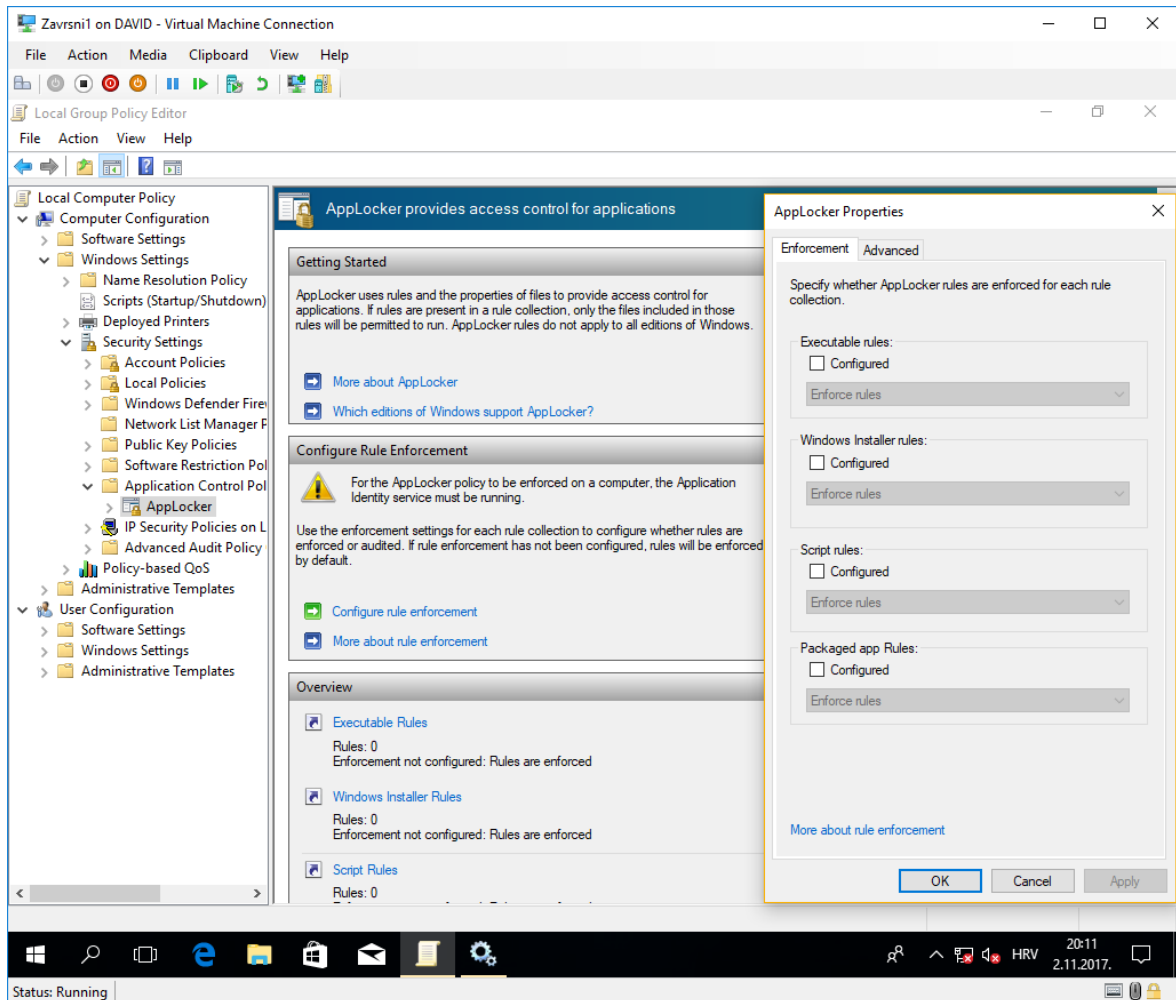 Zavrsni1 on DAVID - Virtual Machine Connection
File Action Media Clipboard View Help
Local Group Policy Editor
File Action View Help
Local Computer Policy
Computer Configuration
Software Settings
Windows Settings
Name Resolution Policy
Scripts (Startup/Shutdown)
Deployed Printers
Security Settings
Account Policies
Local Policies
Windows Defender Firew
Network List Manager P
Public Key Policies
Software Restriction Pol
Application Control Pol
AppLocker
IP Security Policies on L
Advanced Audit Policy
Policy-based QoS
Administrative Templates
User Configuration
Software Settings
Windows Settings
Administrative Templates
AppLocker provides access control for applications
Getting Started
AppLocker uses rules and the properties of files to provide access control for
applications. If rules are present in a rule collection, only the files included in those
rules will be permitted to run. AppLocker rules do not apply to all editions of Windows.
More about AppLocker
Which editions of Windows support AppLocker?
Configure Rule Enforcement
For the AppLocker policy to be enforced on a computer, the Application
Identity service must be running.
Use the enforcement settings for each rule collection to configure whether rules are
enforced or audited. If rule enforcement has not been configured, rules will be enforced
by default.
Configure rule enforcement
More about rule enforcement
Overview
Executable Rules
Rules: 0
Enforcement not configured: Rules are enforced
Windows Installer Rules
Rules: 0
Enforcement not configured: Rules are enforced
Script Rules
Rules: 0
AppLocker Properties
Enforcement Advanced
Specify whether AppLocker rules are enforced for each rule
collection.
Executable rules:
Configured
Enforce rules
Windows Installer rules:
Configured
Enforce rules
Script rules:
Configured
Enforce rules
Packaged app Rules:
Configured
Enforce rules
More about rule enforcement
OK Cancel Apply
HRV
20:11
2.11.2017.
Status: Running